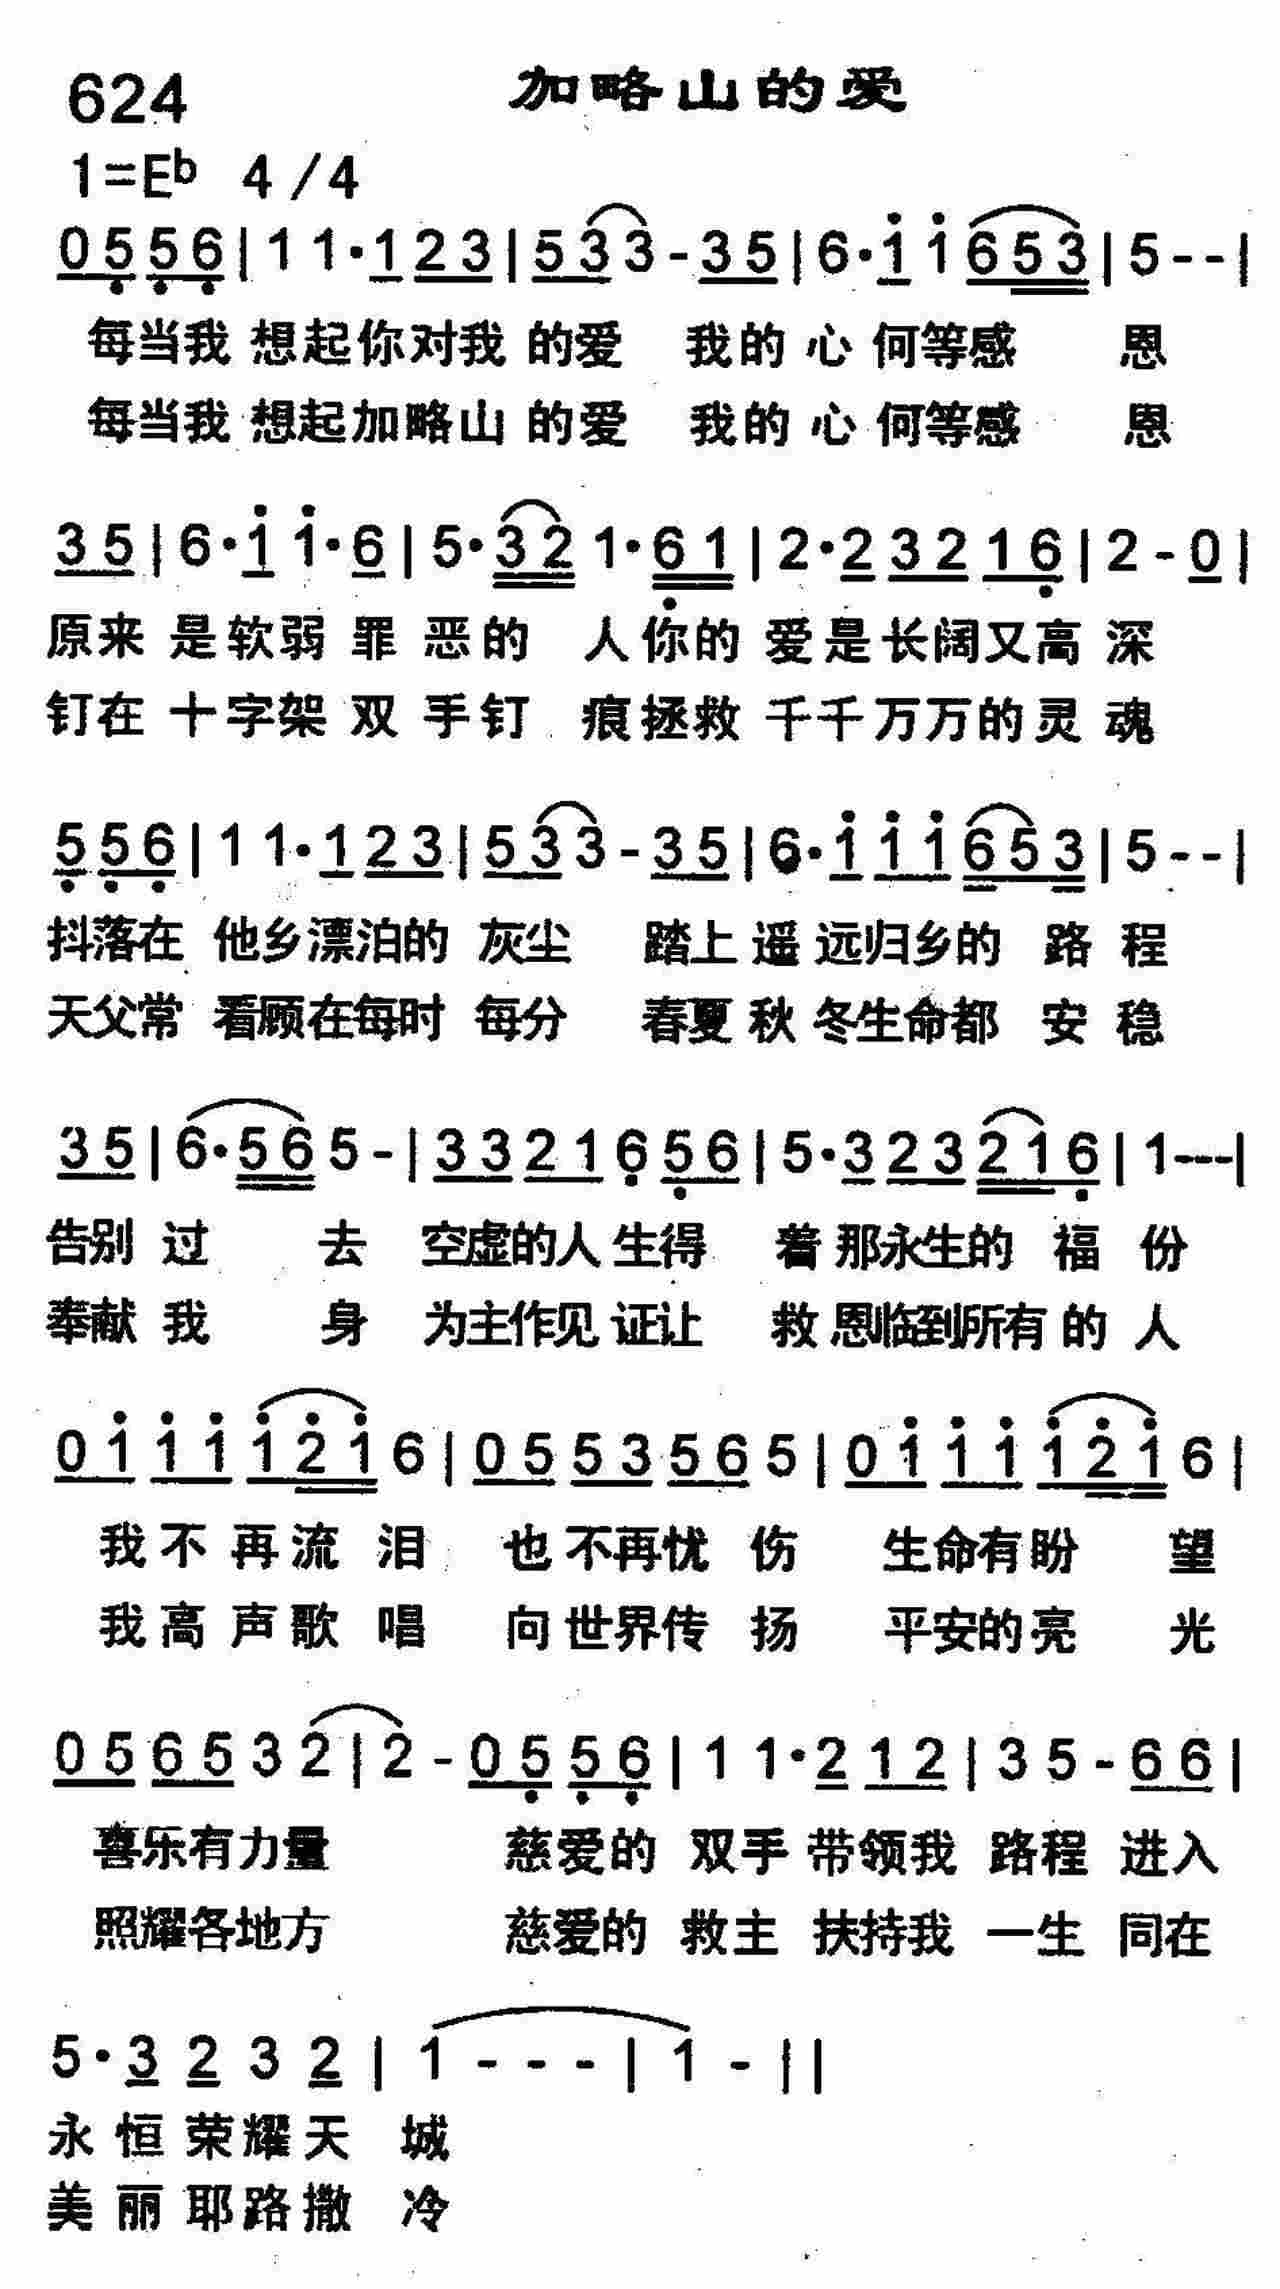 624 加略山的爱
1=Eb 4/4
0 5 5 6 | 1 1· 1 2 3 | 5 3 3 - 3 5 | 6· 1 1 6 5 3 | 5 - - |
每当我 想起你对我 的爱 我的 心 何等感 恩
每当我 想起加略山 的爱 我的 心 何等感 恩
3 5 | 6· 1 1· 6 | 5· 3 2 1· 6 1 | 2· 2 3 2 1 6 | 2 - 0 |
原来 是软弱 罪 恶的 人你的 爱是长阔又高 深
钉在 十字架 双 手钉 痕拯救 千千万万的灵 魂
5 5 6 | 1 1· 1 2 3 | 5 3 3 - 3 5 | 6· 1 1 1 6 5 3 | 5 - - |
抖落在 他乡漂泊的 灰尘 踏上 遥 远归乡的 路 程
天父常 看顾在每时 每分 春夏 秋 冬生命都 安 稳
3 5 | 6· 5 6 5 - | 3 3 2 1 6 5 6 | 5· 3 2 3 2 1 6 | 1 - - - |
告别 过 去 空虚的人 生得 着 那永生的 福 份
奉献 我 身 为主作见 证让 救 恩临到所有 的 人
0 1 1 1 1 2 1 6 | 0 5 5 3 5 6 5 | 0 1 1 1 1 2 1 6 |
我 不 再 流 泪 也 不再忧 伤 生命有盼 望
我 高 声 歌 唱 向 世界传 扬 平安的亮 光
0 5 6 5 3 2 | 2 - 0 5 5 6 | 1 1· 2 1 2 | 3 5 - 6 6 |
喜乐有力量 慈爱的 双手 带领我 路程 进入
照耀各地方 慈爱的 救主 扶持我 一生 同在
5· 3 2 3 2 | 1 - - - | 1 - ||
永 恒 荣耀天 城
美 丽 耶路撒 冷